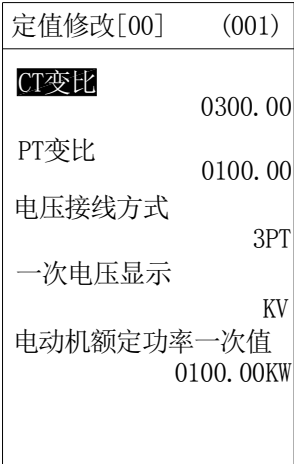 定值修改[00] (001)
CT变比
0300.00
PT变比
0100.00
电压接线方式
3PT
一次电压显示
KV
电动机额定功率一次值
0100.00KW